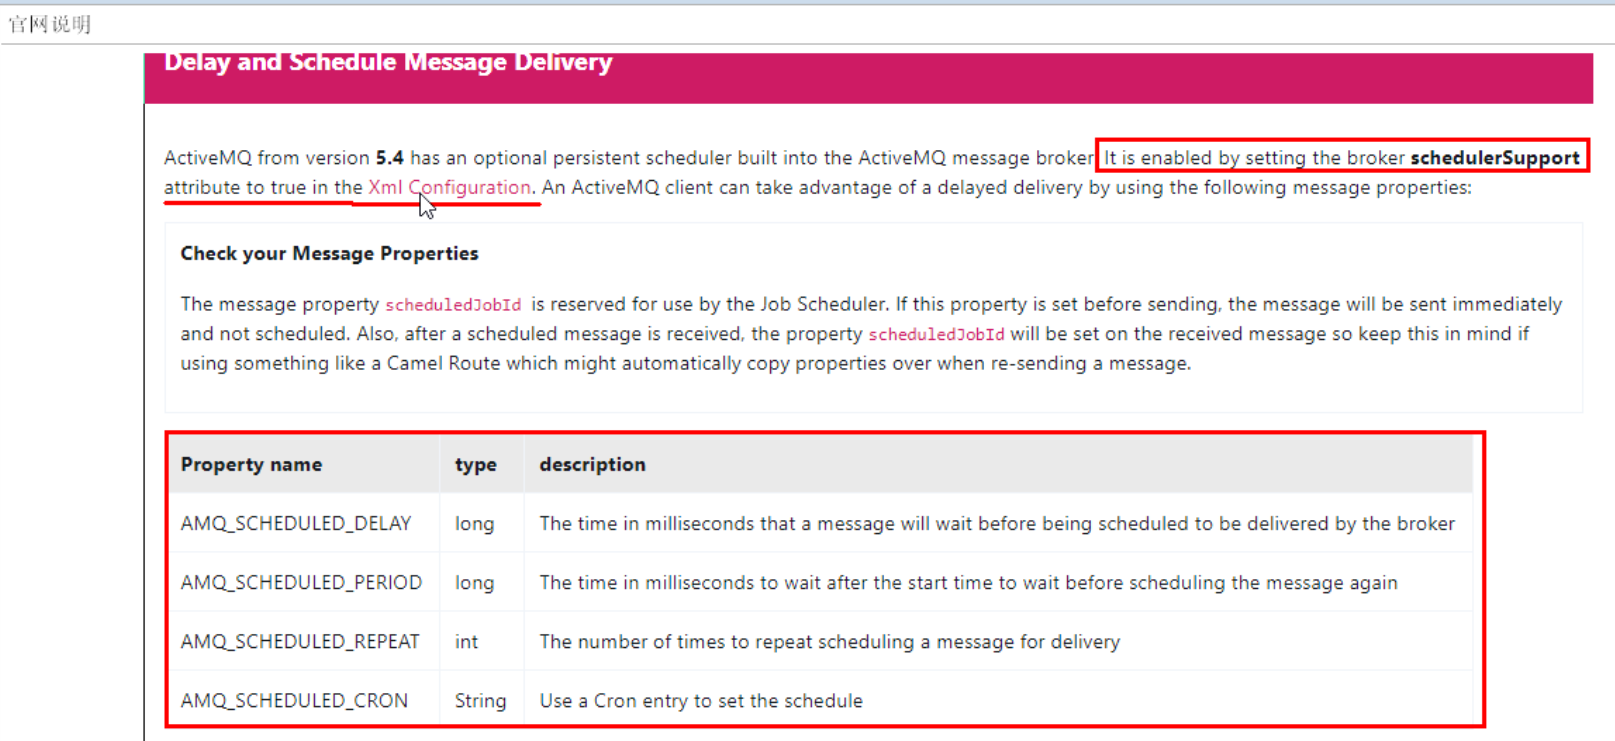 官网说明
Delay and Schedule Message Delivery
ActiveMQ from version 5.4 has an optional persistent scheduler built into the ActiveMQ message broker. It is enabled by setting the broker schedulerSupport
attribute to true in the Xml Configuration. An ActiveMQ client can take advantage of a delayed delivery by using the following message properties:
Check your Message Properties
The message property scheduledJobId is reserved for use by the Job Scheduler. If this property is set before sending, the message will be sent immediately
and not scheduled. Also, after a scheduled message is received, the property scheduledJobId will be set on the received message so keep this in mind if
using something like a Camel Route which might automatically copy properties over when re-sending a message.
Property name type description
AMQ_SCHEDULED_DELAY long The time in milliseconds that a message will wait before being scheduled to be delivered by the broker
AMQ_SCHEDULED_PERIOD long The time in milliseconds to wait after the start time to wait before scheduling the message again
AMQ_SCHEDULED_REPEAT int The number of times to repeat scheduling a message for delivery
AMQ_SCHEDULED_CRON String Use a Cron entry to set the schedule